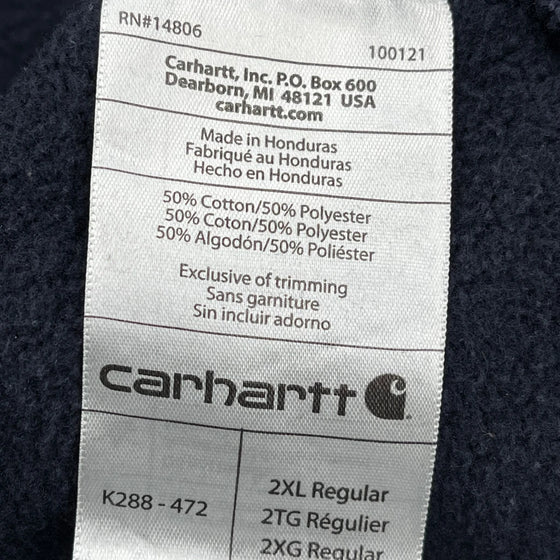 RN#14806
100121
Carhartt, Inc. P.O. Box 600
Dearborn, MI 48121 USA
carhartt.com
Made in Honduras
Fabriqué au Honduras
Hecho en Honduras
50% Cotton/50% Polyester
50% Coton/50% Polyester
50% Algodón/50% Poliéster
Exclusive of trimming
Sans garniture
Sin incluir adorno
carhartt
K288 - 472
2XL Regular
2TG Régulier
2XG Regular